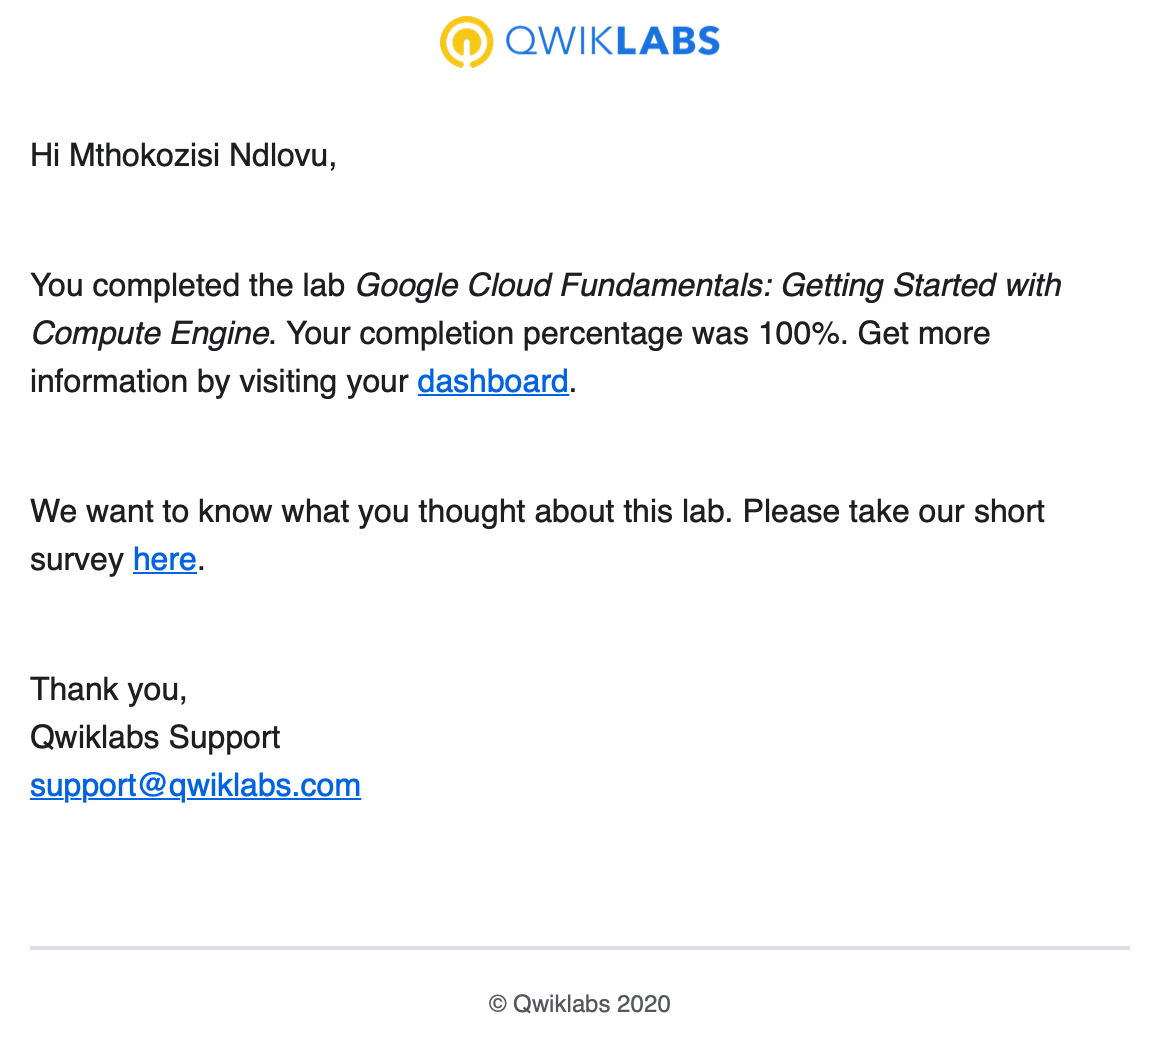 QWIKLABS
Hi Mthokozisi Ndlovu,
You completed the lab Google Cloud Fundamentals: Getting Started with
Compute Engine. Your completion percentage was 100%. Get more
information by visiting your dashboard.
We want to know what you thought about this lab. Please take our short
survey here.
Thank you,
Qwiklabs Support
support@qwiklabs.com
© Qwiklabs 2020